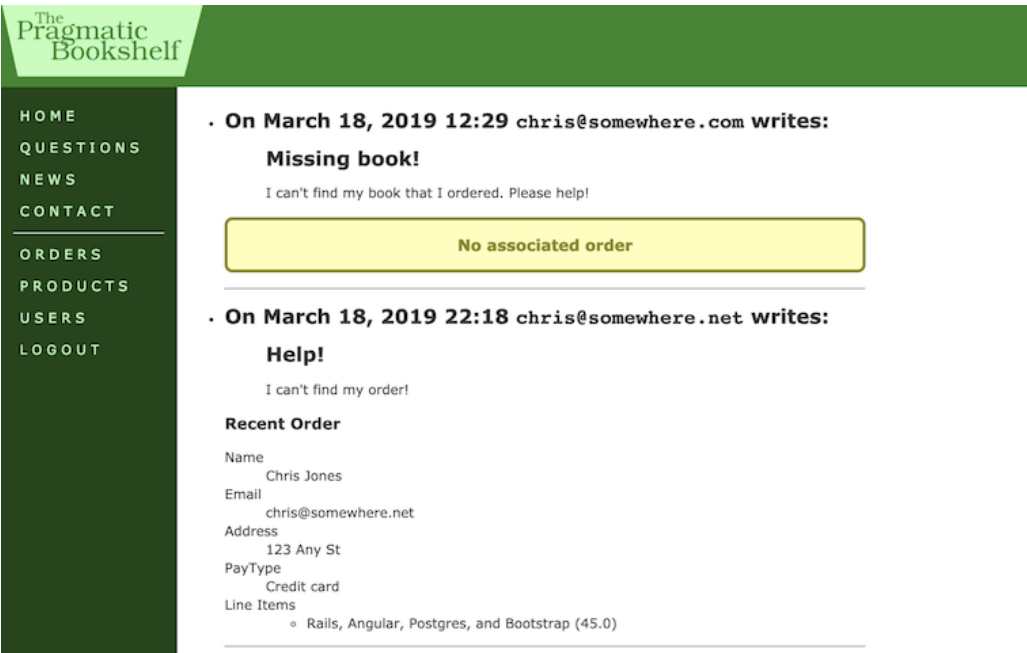 The
Pragmatic
Bookshelf
HOME
QUESTIONS
NEWS
CONTACT
ORDERS
PRODUCTS
USERS
LOGOUT
On March 18, 2019 12:29 chris@somewhere.com writes:
Missing book!
I can't find my book that I ordered. Please help!
No associated order
On March 18, 2019 22:18 chris@somewhere.net writes:
Help!
I can't find my order!
Recent Order
Name
Chris Jones
Email
chris@somewhere.net
Address
123 Any St
PayType
Credit card
Line Items
Rails, Angular, Postgres, and Bootstrap (45.0)